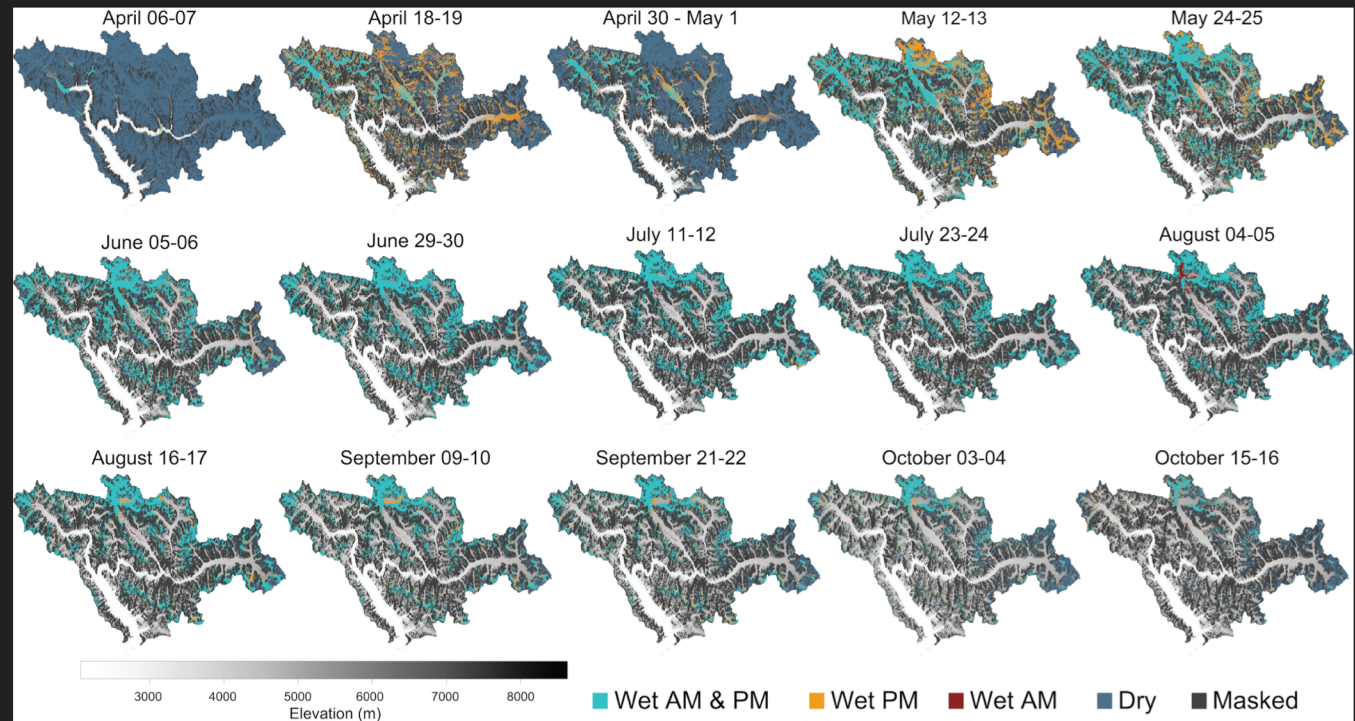 April 06-07
April 18-19
April 30 - May 1
May 12-13
May 24-25
June 05-06
June 29-30
July 11-12
July 23-24
August 04-05
August 16-17
September 09-10
September 21-22
October 03-04
October 15-16
3000 4000 5000 6000 7000 8000
Elevation (m)
Wet AM & PM Wet PM Wet AM Dry Masked